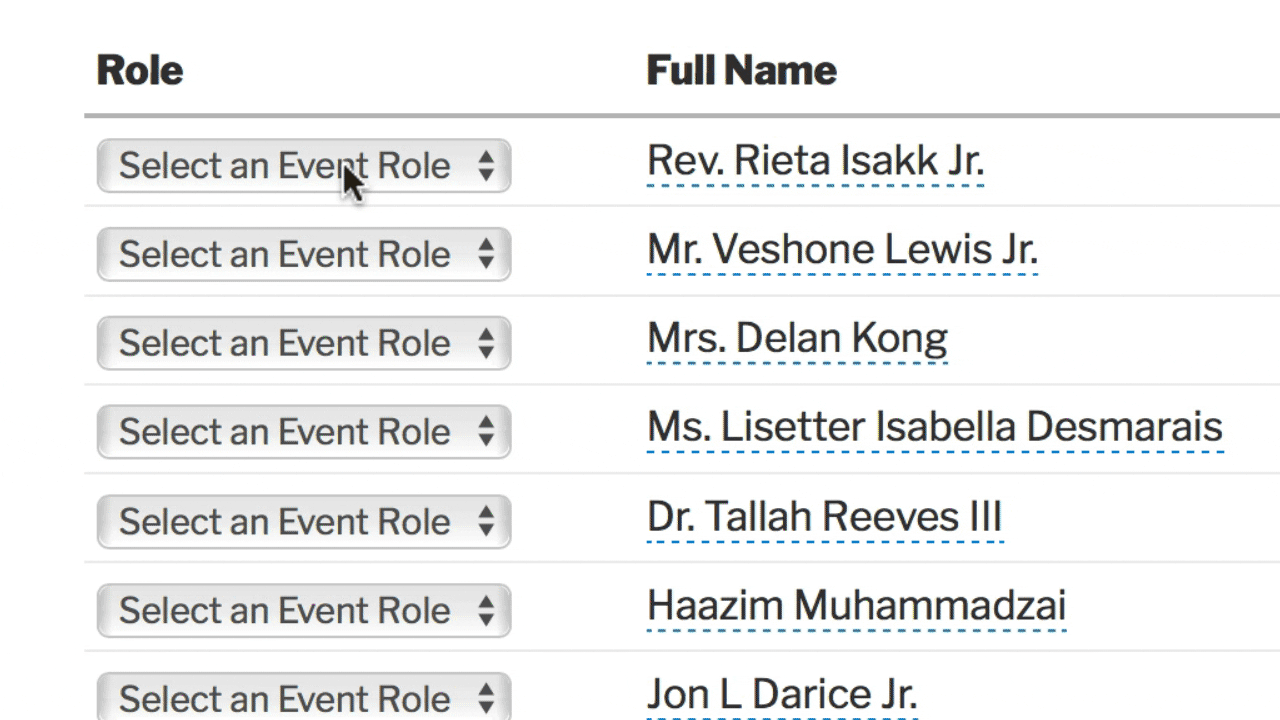 Role Full Name
Select an Event Role Rev. Rieta Isakk Jr.
Select an Event Role Mr. Veshone Lewis Jr.
Select an Event Role Mrs. Delan Kong
Select an Event Role Ms. Lisetter Isabella Desmarais
Select an Event Role Dr. Tallah Reeves III
Select an Event Role Haazim Muhammadzai
Select an Event Role Jon L Darice Jr.